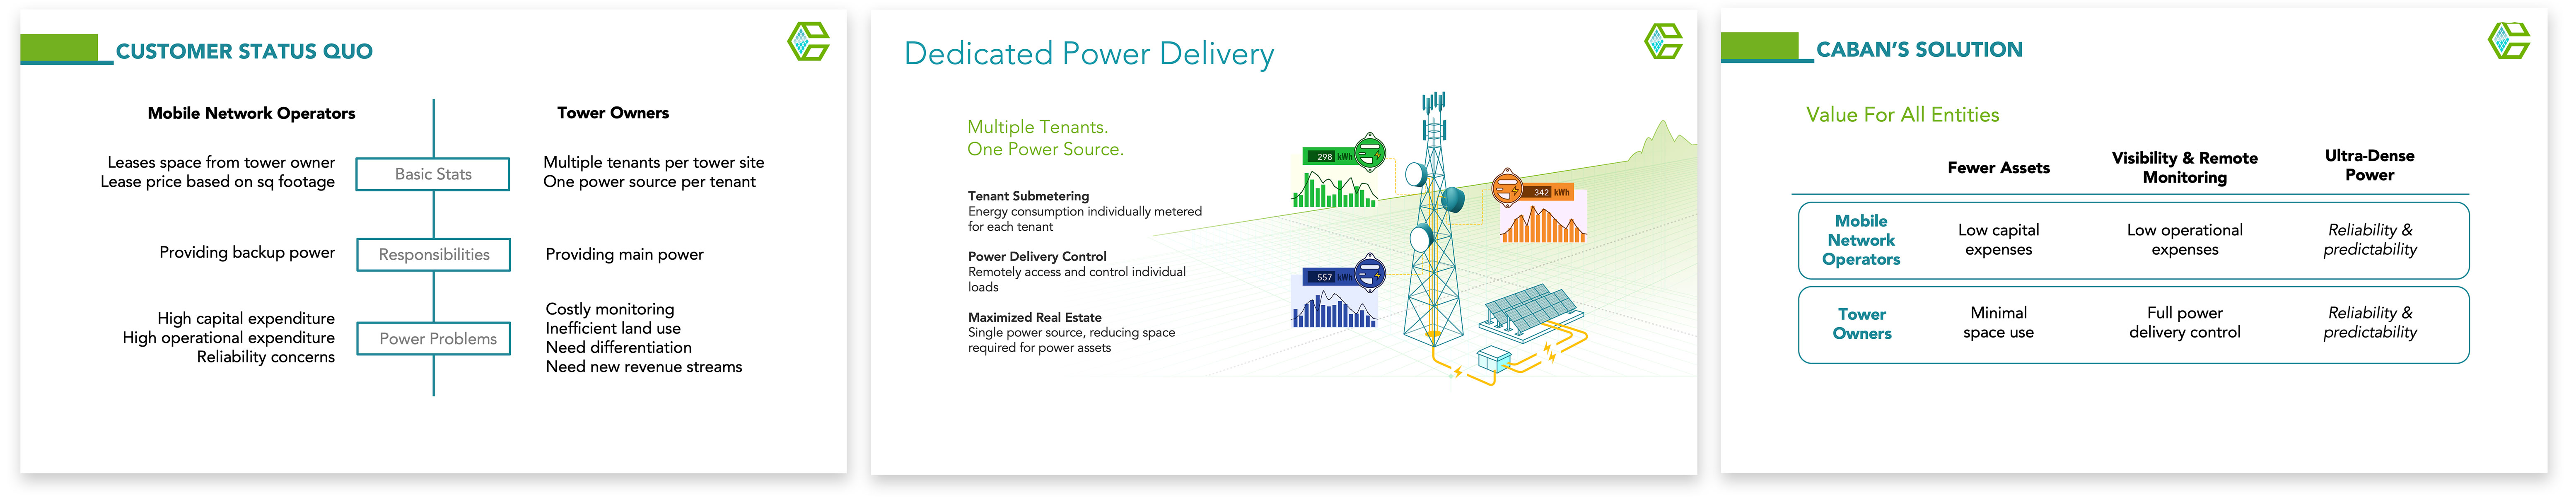 CUSTOMER STATUS QUO
Mobile Network Operators
Tower Owners
Leases space from tower owner
Lease price based on sq footage
Basic Stats
Multiple tenants per tower site
One power source per tenant
Providing backup power
Responsibilities
Providing main power
High capital expenditure
High operational expenditure
Reliability concerns
Power Problems
Costly monitoring
Inefficient land use
Need differentiation
Need new revenue streams
Dedicated Power Delivery
Multiple Tenants.
One Power Source.
Tenant Submetering
Energy consumption individually metered
for each tenant
Power Delivery Control
Remotely access and control individual
loads
Maximized Real Estate
Single power source, reducing space
required for power assets
298 kWh
342 kWh
557 kWh
CABAN'S SOLUTION
Value For All Entities
Fewer Assets
Visibility & Remote
Monitoring
Ultra-Dense
Power
Mobile
Network
Operators
Low capital
expenses
Low operational
expenses
Reliability &
predictability
Tower
Owners
Minimal
space use
Full power
delivery control
Reliability &
predictability